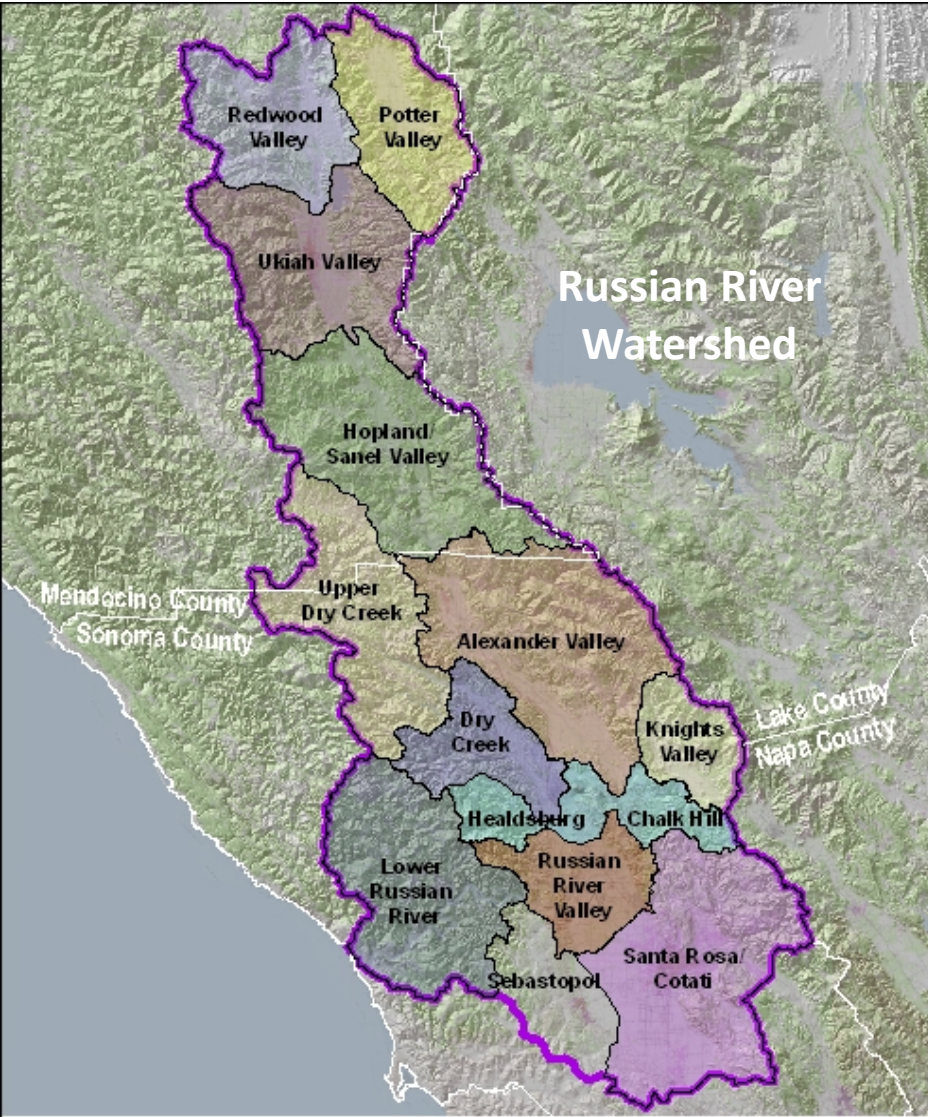 Redwood
Valley
Potter
Valley
Ukiah Valley
Russian River
Watershed
Hopland/
Sanel Valley
Mendocino County
Sonoma County
Upper
Dry Creek
Alexander Valley
Lake County
Napa County
Knights
Valley
Dry
Creek
Healdsburg
Chalk Hill
Lower
Russian
River
Russian
River
Valley
Sebastopol
Santa Rosa/
Cotati